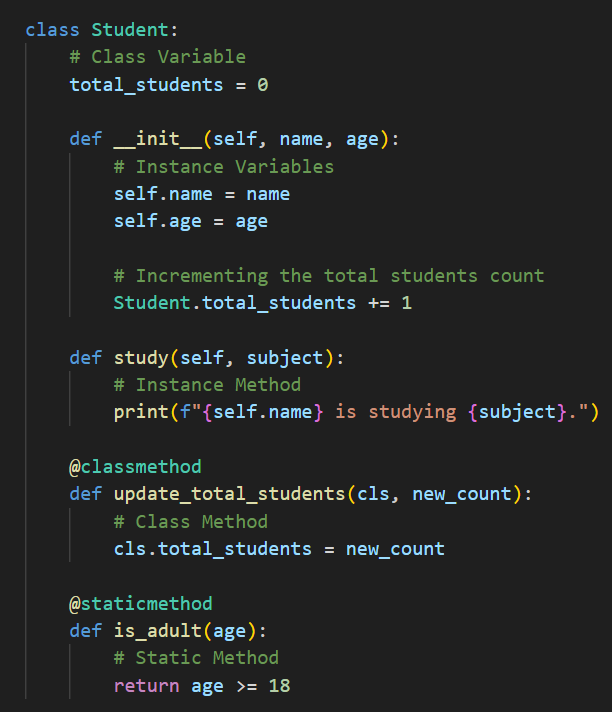 class Student:
    # Class Variable
    total_students = 0

    def __init__(self, name, age):
        # Instance Variables
        self.name = name
        self.age = age

        # Incrementing the total students count
        Student.total_students += 1

    def study(self, subject):
        # Instance Method
        print(f"{self.name} is studying {subject}.")

    @classmethod
    def update_total_students(cls, new_count):
        # Class Method
        cls.total_students = new_count

    @staticmethod
    def is_adult(age):
        # Static Method
        return age >= 18